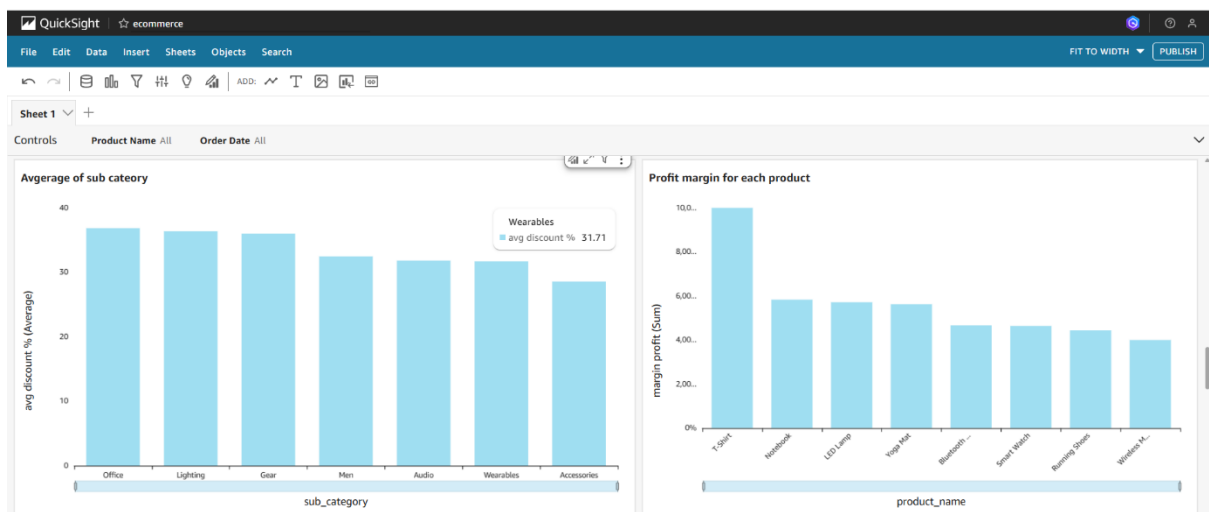 QuickSight ecommerce
File Edit Data Insert Sheets Objects Search FIT TO WIDTH PUBLISH
ADD:
Sheet 1
Controls Product Name All Order Date All
Avgerage of sub cateory
40
30
20
10
0
avg discount % (Average)
Wearables
avg discount % 31.71
Office Lighting Gear Men Audio Wearables Accessories
sub_category
Profit margin for each product
10,0...
8,00...
6,00...
4,00...
2,00...
0%
margin profit (Sum)
T-Shirt Notebook LED Lamp Yoga Mat Bluetooth ... Smart Watch Running Shoes Wireless M...
product_name